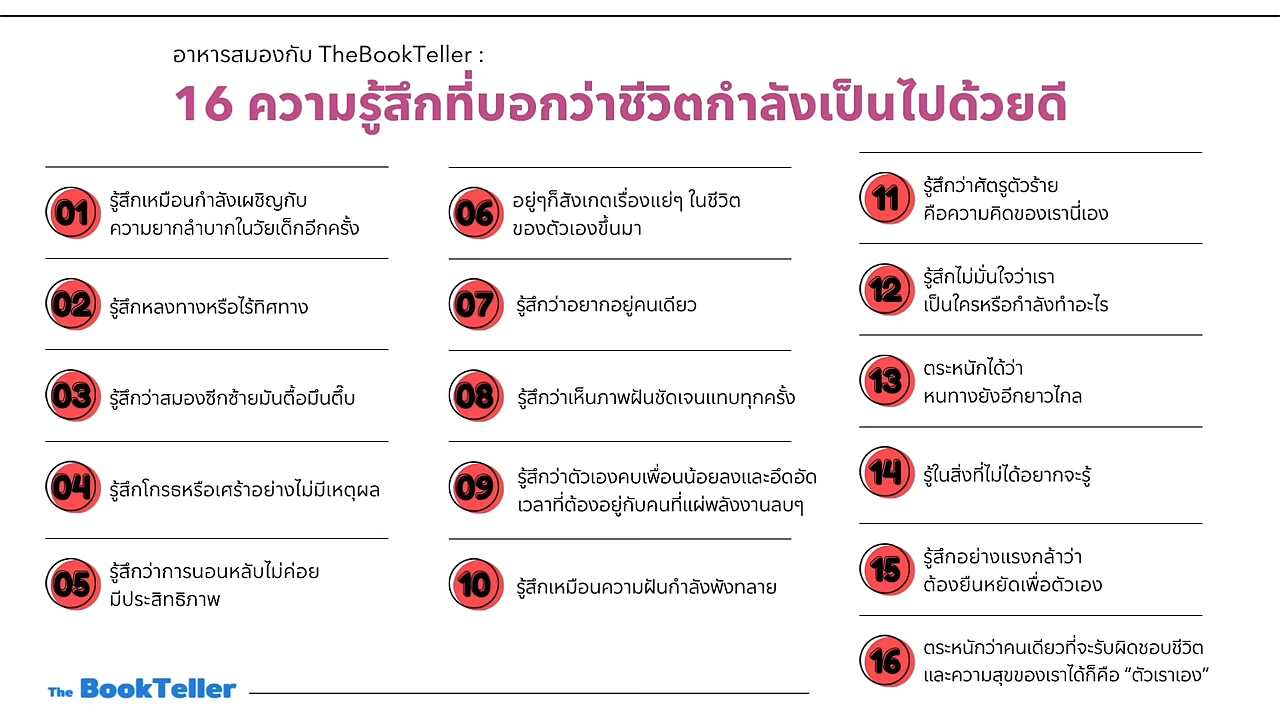 อาหารสมองกับ TheBookTeller :
16 ความรู้สึกที่บอกว่าชีวิตกำลังเป็นไปด้วยดี
01
รู้สึกเหมือนกำลังเผชิญกับ
ความยากลำบากในวัยเด็กอีกครั้ง
02
รู้สึกหลงทางหรือไร้ทิศทาง
03
รู้สึกว่าสมองซีกซ้ายมันตื้อมึนตึ๊บ
04
รู้สึกโกรธหรือเศร้าอย่างไม่มีเหตุผล
05
รู้สึกว่าการนอนหลับไม่ค่อย
มีประสิทธิภาพ
06
อยู่ๆก็สังเกตเรื่องแย่ๆ ในชีวิต
ของตัวเองขึ้นมา
07
รู้สึกว่าอยากอยู่คนเดียว
08
รู้สึกว่าเห็นภาพฝันชัดเจนแทบทุกครั้ง
09
รู้สึกว่าตัวเองคบเพื่อนน้อยลงและอึดอัด
เวลาที่ต้องอยู่กับคนที่แผ่พลังงานลบๆ
10
รู้สึกเหมือนความฝันกำลังพังทลาย
11
รู้สึกว่าศัตรูตัวร้าย
คือความคิดของเรานี่เอง
12
รู้สึกไม่มั่นใจว่าเรา
เป็นใครหรือกำลังทำอะไร
13
ตระหนักได้ว่า
หนทางยังอีกยาวไกล
14
รู้ในสิ่งที่ไม่ได้อยากจะรู้
15
รู้สึกอย่างแรงกล้าว่า
ต้องยืนหยัดเพื่อตัวเอง
16
ตระหนักว่าคนเดียวที่จะรับผิดชอบชีวิต
และความสุขของเราได้ก็คือ “ตัวเราเอง“
The BookTeller